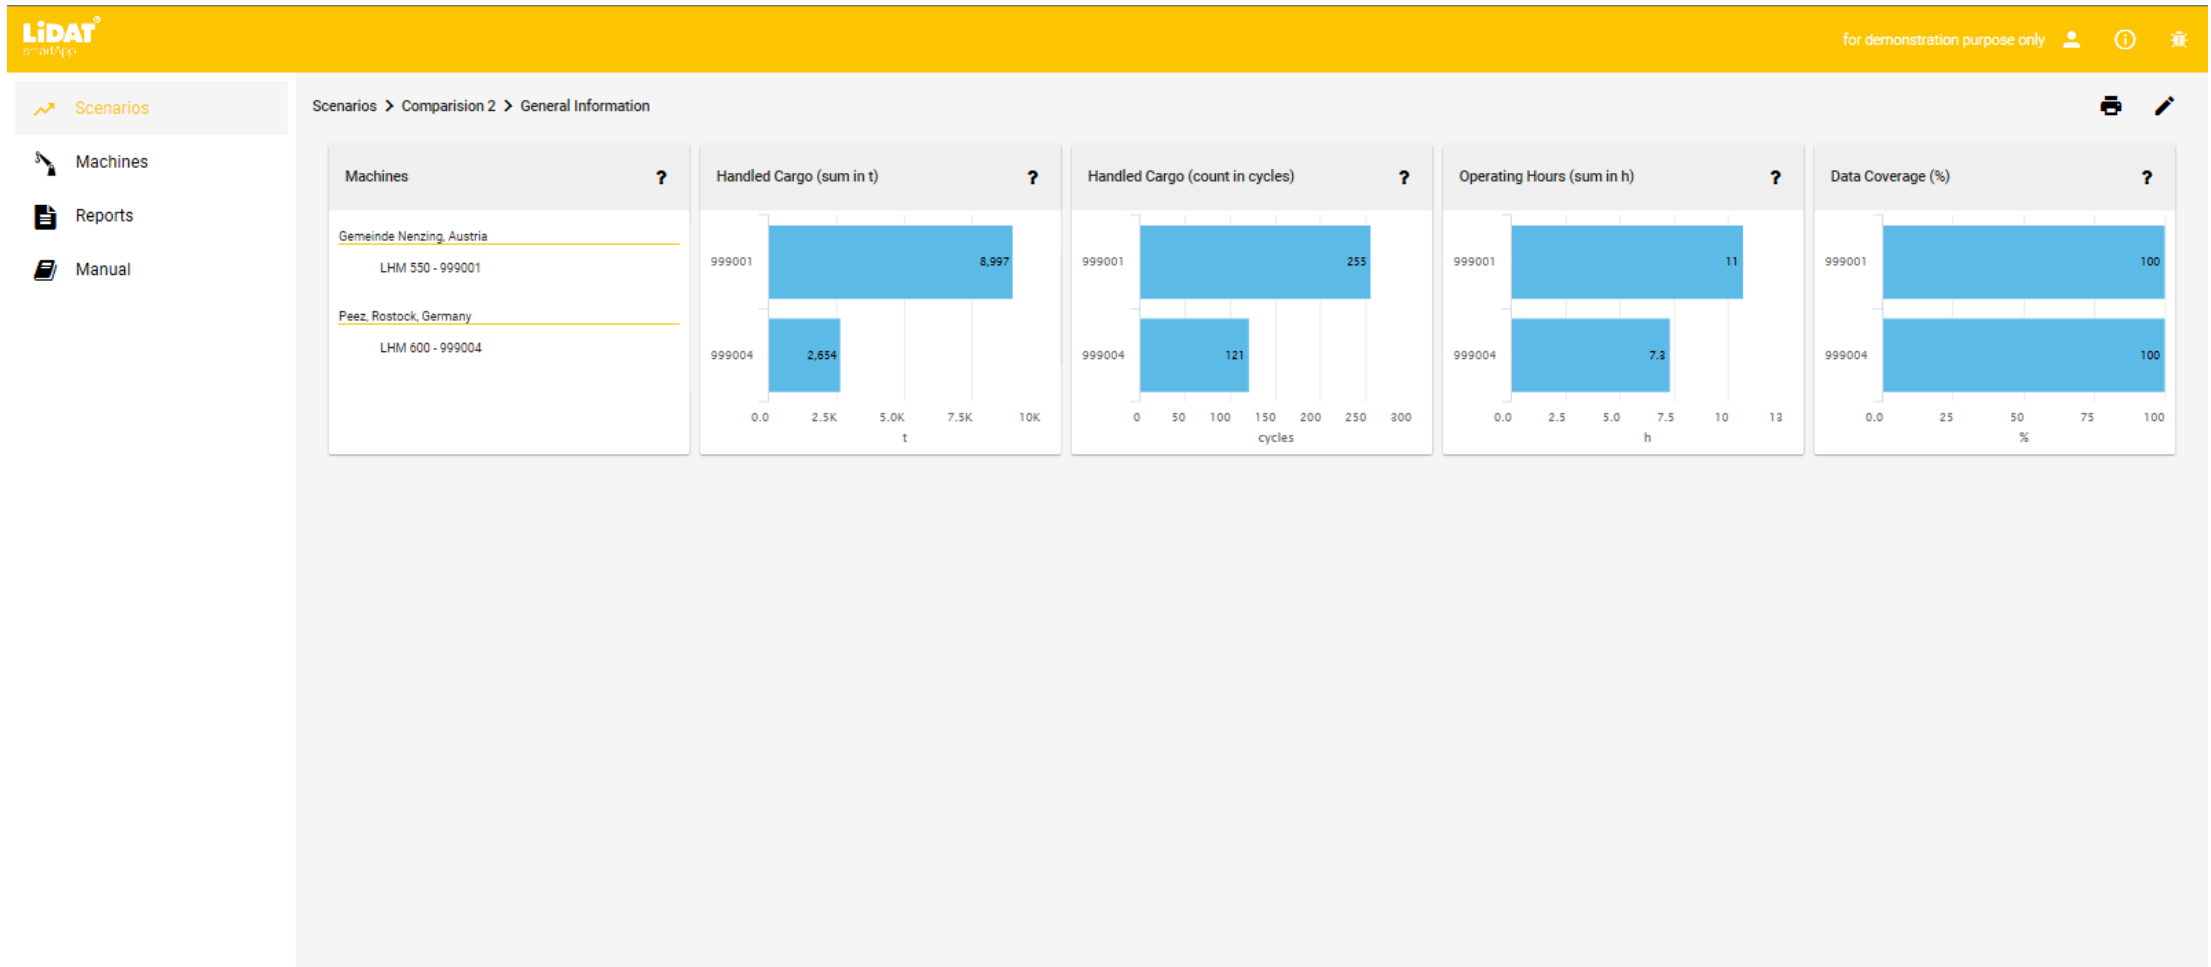 LiDAT®
smartApp
for demonstration purpose only
Scenarios
Machines
Reports
Manual
Scenarios > Comparision 2 > General Information
Machines ?
Gemeinde Nenzing, Austria
LHM 550 - 999001
Peez, Rostock, Germany
LHM 600 - 999004
Handled Cargo (sum in t) ?
999001 8,997
999004 2,654
0.0 2.5K 5.0K 7.5K 10K
t
Handled Cargo (count in cycles) ?
999001 255
999004 121
0 50 100 150 200 250 300
cycles
Operating Hours (sum in h) ?
999001 11
999004 7.3
0.0 2.5 5.0 7.5 10 13
h
Data Coverage (%) ?
999001 100
999004 100
0.0 25 50 75 100
%